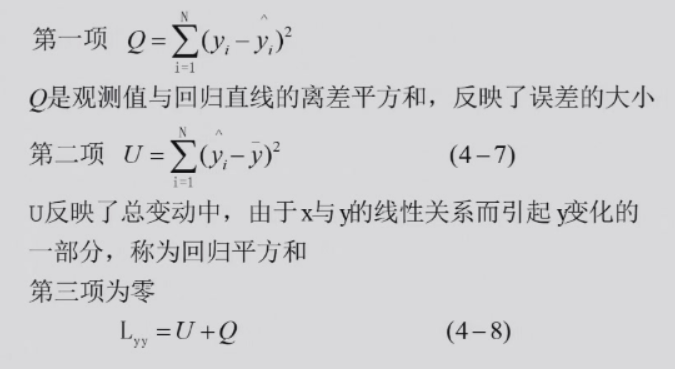 第一项 Q=∑_{i=1}^{N}(y_i-ŷ_i)²
Q是观测值与回归直线的离差平方和，反映了误差的大小
第二项 U=∑_{i=1}^{N}(ŷ_i-ȳ)² (4-7)
U反映了总变动中，由于x与y的线性关系而引起y变化的
一部分，称为回归平方和
第三项为零
L_{yy}=U+Q (4-8)